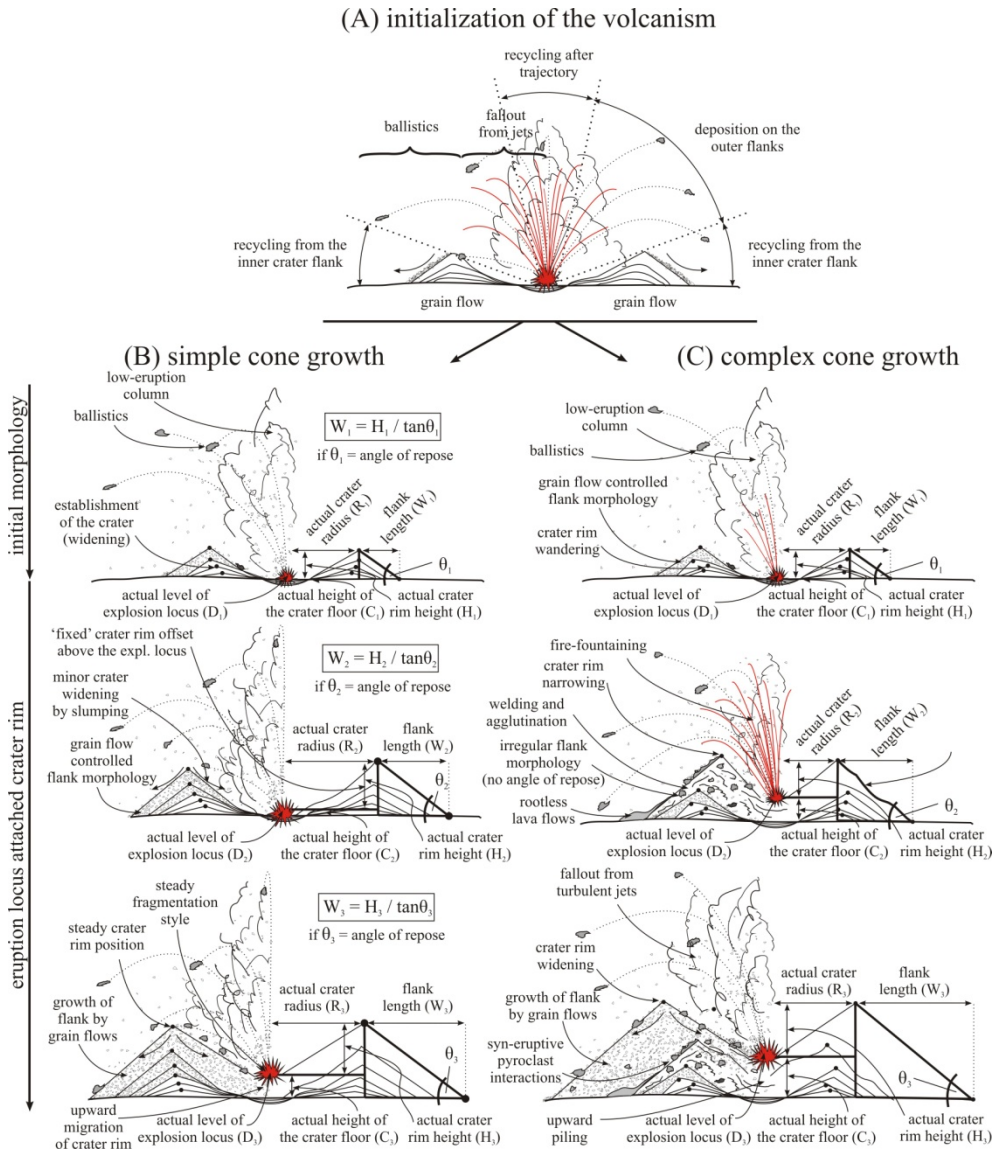 (A) initialization of the volcanism
recycling after
trajectory
ballistics
fallout
from jets
deposition on the
outer flanks
recycling from the
inner crater flank
recycling from the
inner crater flank
grain flow
grain flow
(B) simple cone growth
(C) complex cone growth
initial morphology
low-eruption
column
ballistics
W₁ = H₁ / tanθ₁
if θ₁ = angle of repose
establishment
of the crater
(widening)
actual crater
radius (R₁)
flank
length (W₁)
θ₁
actual level of
explosion locus (D₁)
actual height of
the crater floor (C₁)
actual crater
rim height (H₁)
low-eruption
column
ballistics
grain flow controlled
flank morphology
crater rim
wandering
actual crater
radius (R₁)
flank
length (W₁)
θ₁
actual level of
explosion locus (D₁)
actual height of
the crater floor (C₁)
actual crater
rim height (H₁)
eruption locus attached crater rim
‘fixed’ crater rim offset
above the expl. locus
W₂ = H₂ / tanθ₂
if θ₂ = angle of repose
minor crater
widening
by slumping
grain flow
controlled
flank morphology
actual crater
radius (R₂)
flank
length (W₂)
θ₂
actual level of
explosion locus (D₂)
actual height of
the crater floor (C₂)
actual crater
rim height (H₂)
fire-fountaining
crater rim
narrowing
welding and
agglutination
irregular flank
morphology
(no angle of repose)
rootless
lava flows
actual crater
radius (R₂)
flank
length (W₂)
θ₂
actual level of
explosion locus (D₂)
actual height of
the crater floor (C₂)
actual crater
rim height (H₂)
steady
fragmentation
style
W₃ = H₃ / tanθ₃
if θ₃ = angle of repose
steady crater
rim position
growth of
flank by
grain flows
actual crater
radius (R₃)
flank
length (W₃)
θ₃
upward
migration
of crater rim
actual level of
explosion locus (D₃)
actual height of
the crater floor (C₃)
actual crater
rim height (H₃)
fallout from
turbulent jets
crater rim
widening
growth of flank
by grain flows
syn-eruptive
pyroclast
interactions
actual crater
radius (R₃)
flank
length (W₃)
θ₃
upward
piling
actual level of
explosion locus (D₃)
actual height of
the crater floor (C₃)
actual crater
rim height (H₃)